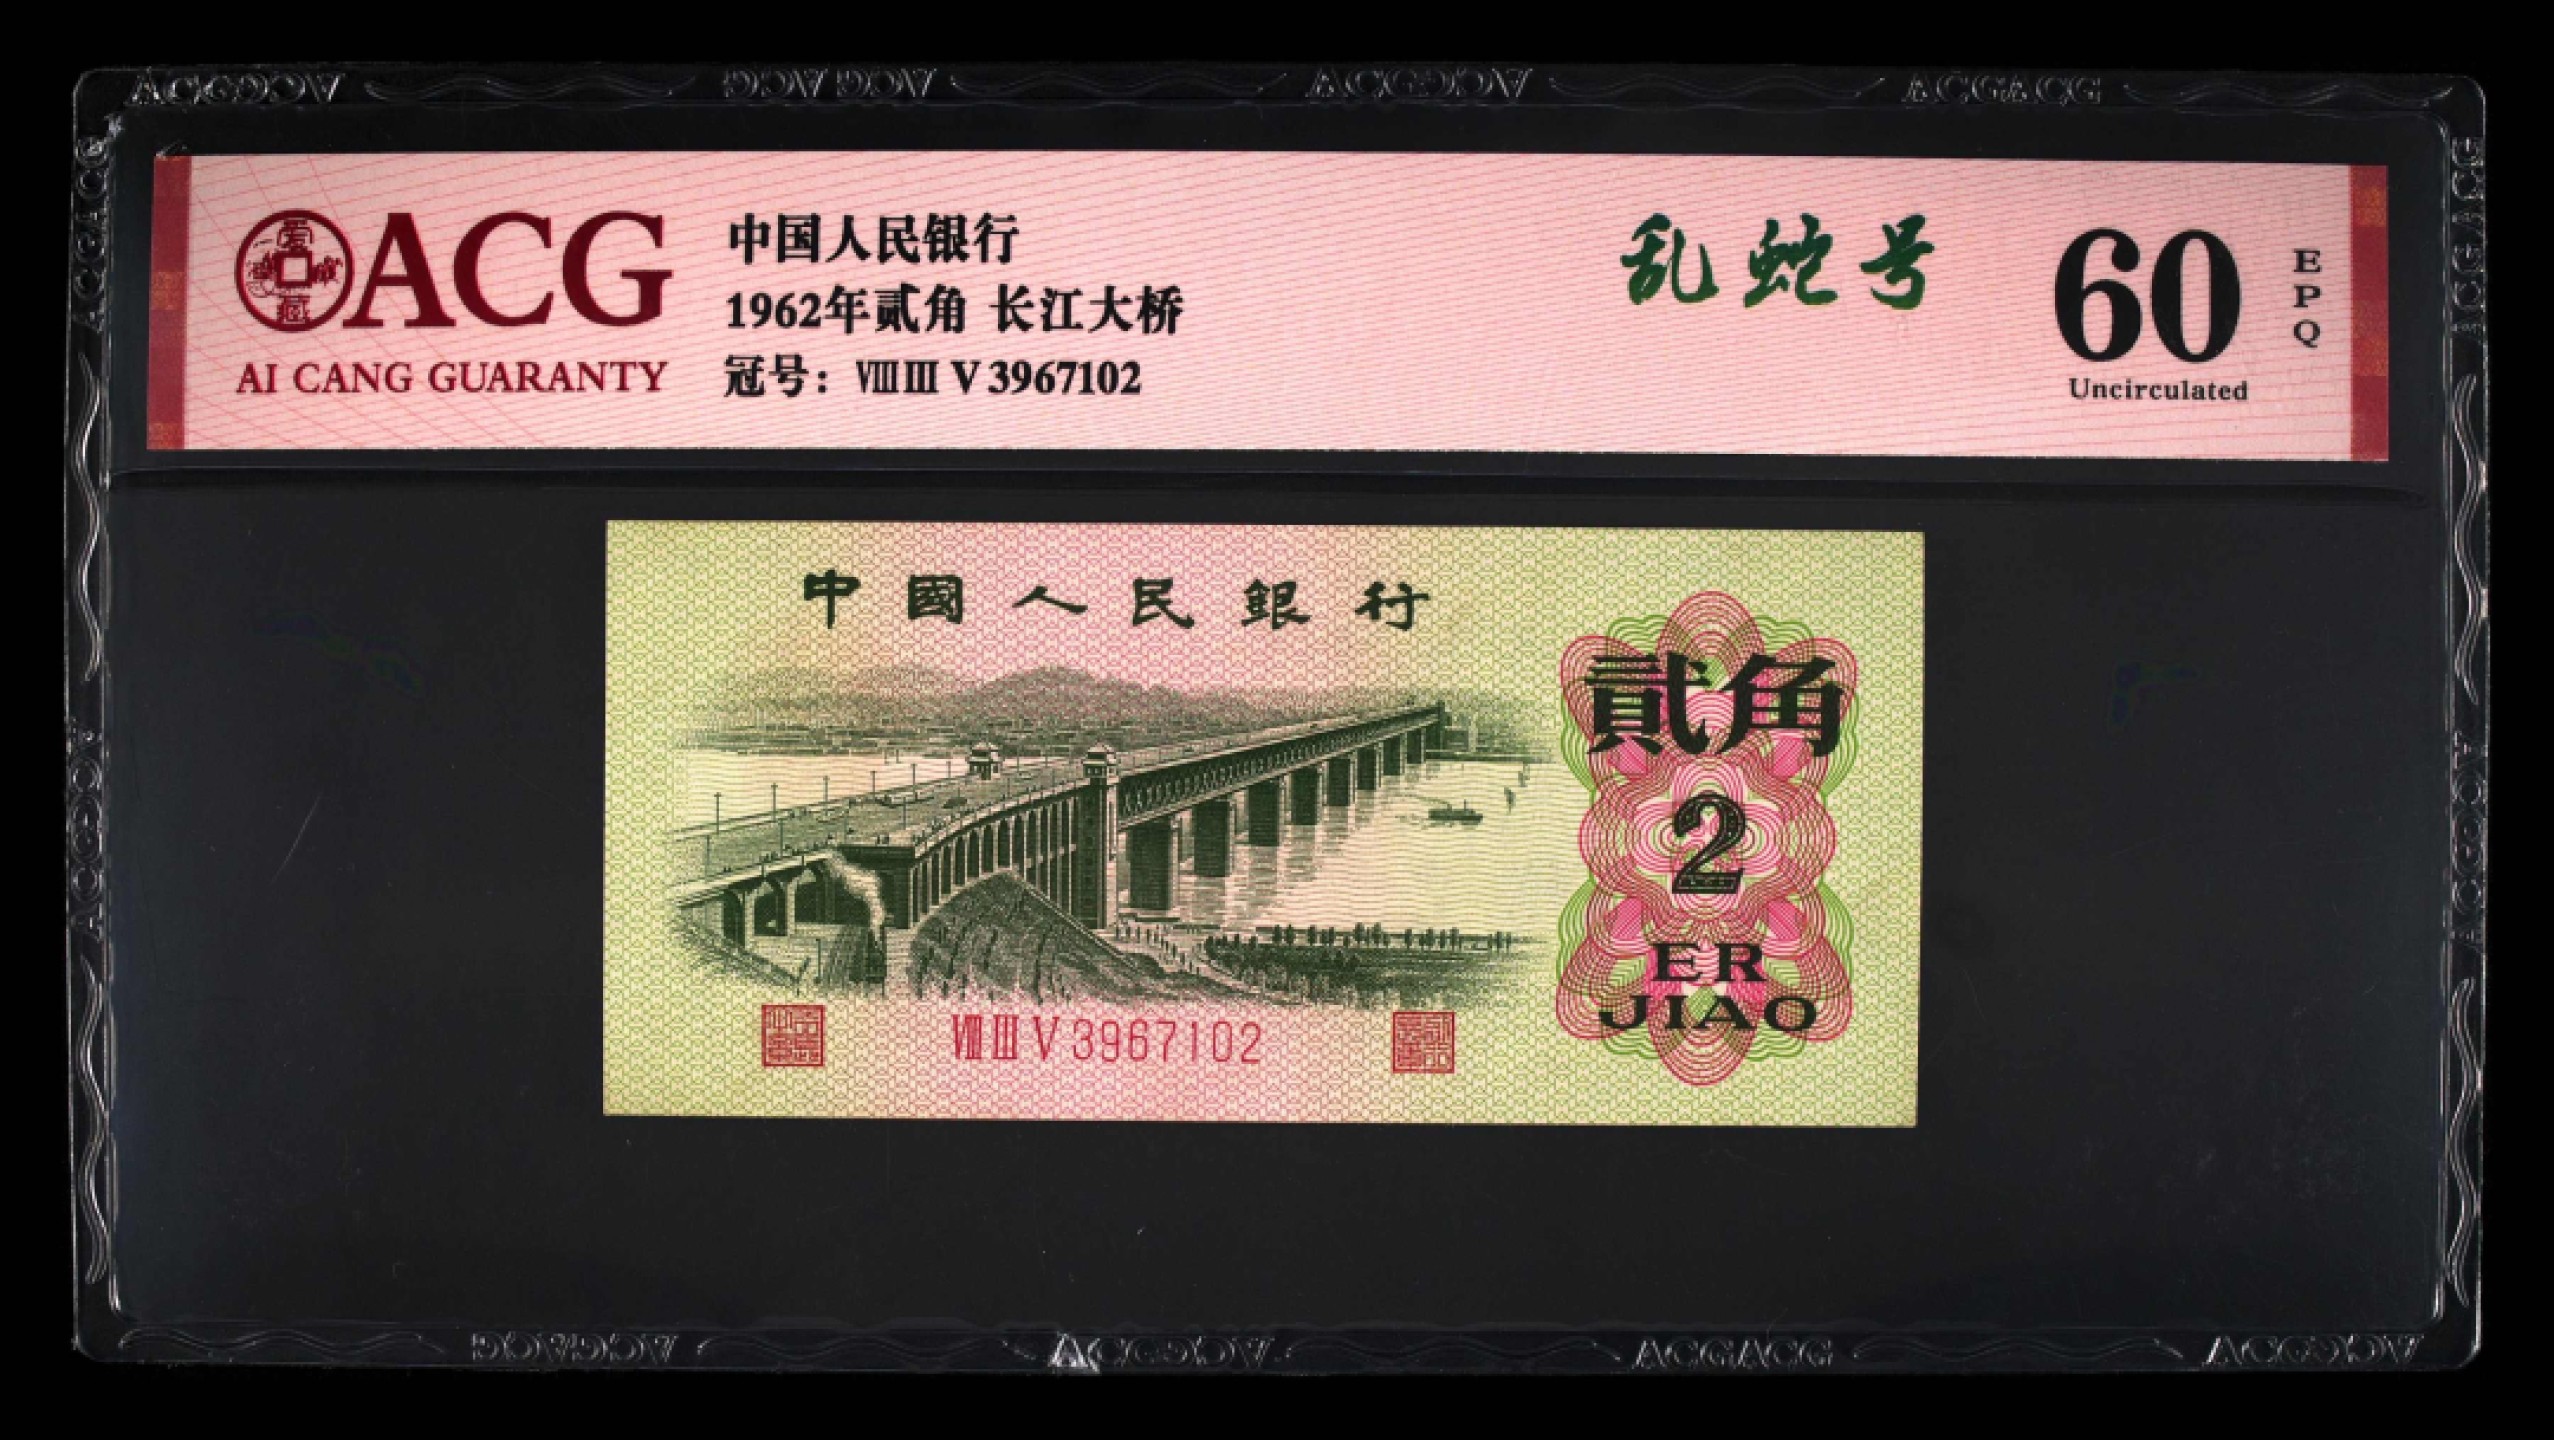 ACG
AI CANG GUARANTY
中国人民银行
1962年贰角 长江大桥
冠号：ⅧⅢⅤ3967102
乱蛇号
60
EPQ
Uncirculated
中國人民銀行
貳角
2
ER
JIAO
ⅧⅢⅤ3967102